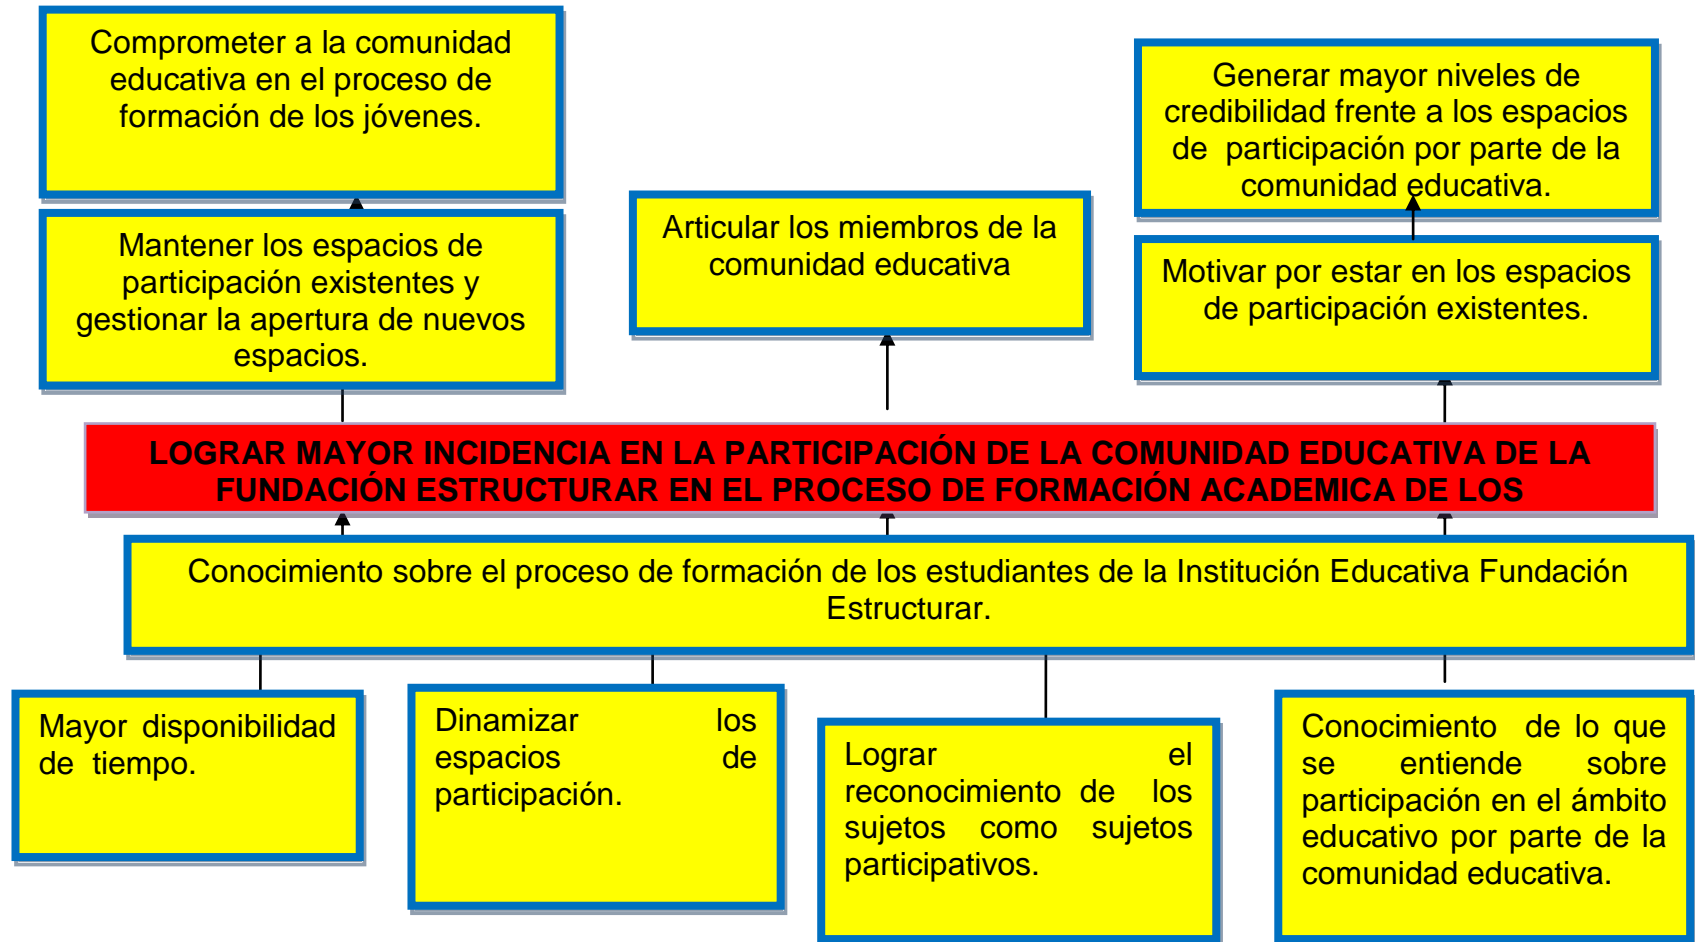 Comprometer a la comunidad
educativa en el proceso de
formación de los jóvenes.
Generar mayor niveles de
credibilidad frente a los espacios
de participación por parte de la
comunidad educativa.
Mantener los espacios de
participación existentes y
gestionar la apertura de nuevos
espacios.
Articular los miembros de la
comunidad educativa
Motivar por estar en los espacios
de participación existentes.
LOGRAR MAYOR INCIDENCIA EN LA PARTICIPACIÓN DE LA COMUNIDAD EDUCATIVA DE LA
FUNDACIÓN ESTRUCTURAR EN EL PROCESO DE FORMACIÓN ACADEMICA DE LOS
Conocimiento sobre el proceso de formación de los estudiantes de la Institución Educativa Fundación
Estructurar.
Mayor disponibilidad
de tiempo.
Dinamizar los
espacios de
participación.
Lograr el
reconocimiento de los
sujetos como sujetos
participativos.
Conocimiento de lo que
se entiende sobre
participación en el ámbito
educativo por parte de la
comunidad educativa.